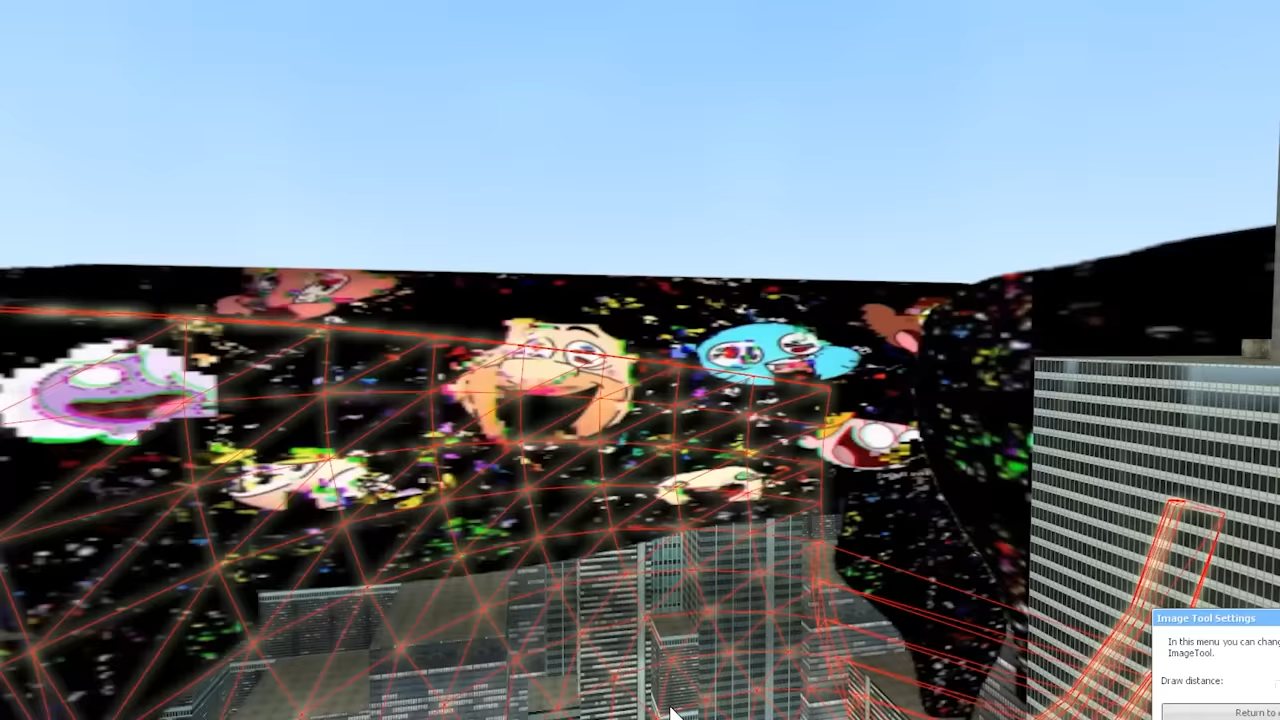 Image Tool Settings
In this menu you can chang
ImageTool.
Draw distance:
Return to